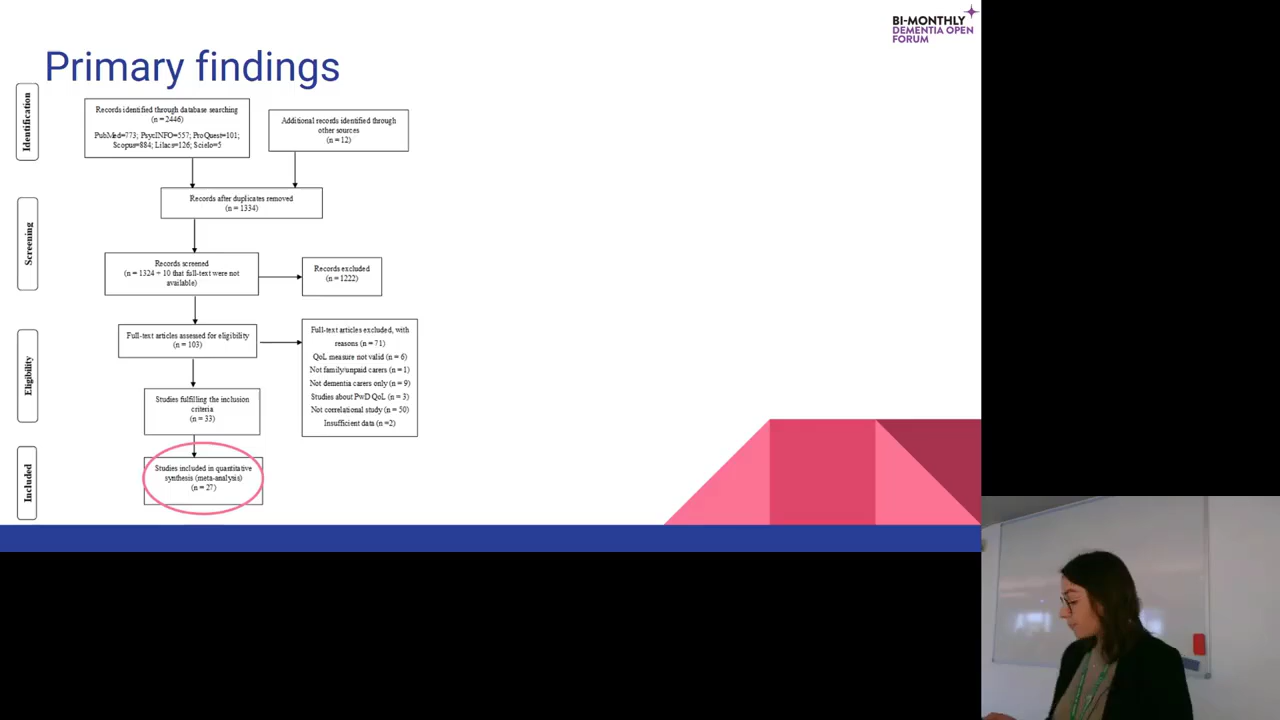 BI-MONTHLY
DEMENTIA OPEN
FORUM
Primary findings
Identification
Records identified through database searching
(n = 2446)
PubMed=773; PsycINFO=557; ProQuest=101;
Scopus=884; Lilacs=126; Scielo=5
Additional records identified through
other sources
(n = 12)
Records after duplicates removed
(n = 1334)
Screening
Records screened
(n = 1324 + 10 that full-text were not
available)
Records excluded
(n = 1222)
Eligibility
Full-text articles assessed for eligibility
(n = 103)
Full-text articles excluded, with
reasons (n = 71)
QoL measure not valid (n = 6)
Not family/unpaid carers (n = 1)
Not dementia carers only (n = 9)
Studies about PwD QoL (n = 3)
Not correlational study (n = 50)
Insufficient data (n =2)
Studies fulfilling the inclusion
criteria
(n = 33)
Included
Studies included in quantitative
synthesis (meta-analysis)
(n = 27)